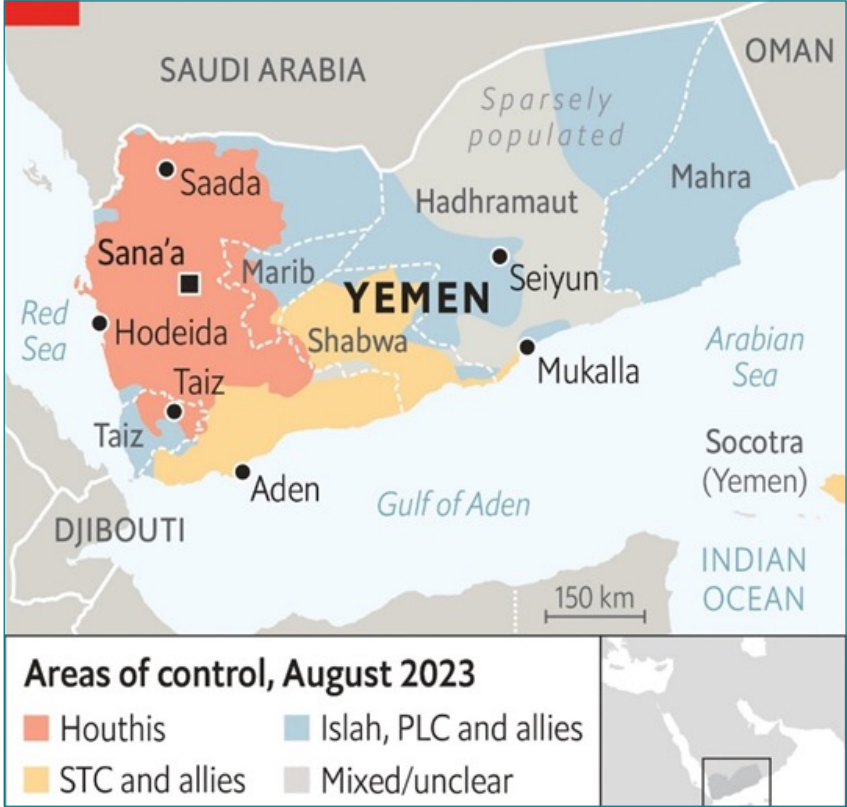 SAUDI ARABIA
OMAN
Sparsely
populated
Mahra
Saada
Hadhramaut
Sana'a
Marib
Seiyun
YEMEN
Red
Sea
Hodeida
Shabwa
Arabian
Sea
Mukalla
Taiz
Taiz
Socotra
(Yemen)
Aden
Gulf of Aden
DJIBOUTI
INDIAN
OCEAN
150 km
Areas of control, August 2023
Houthis
Islah, PLC and allies
STC and allies
Mixed/unclear